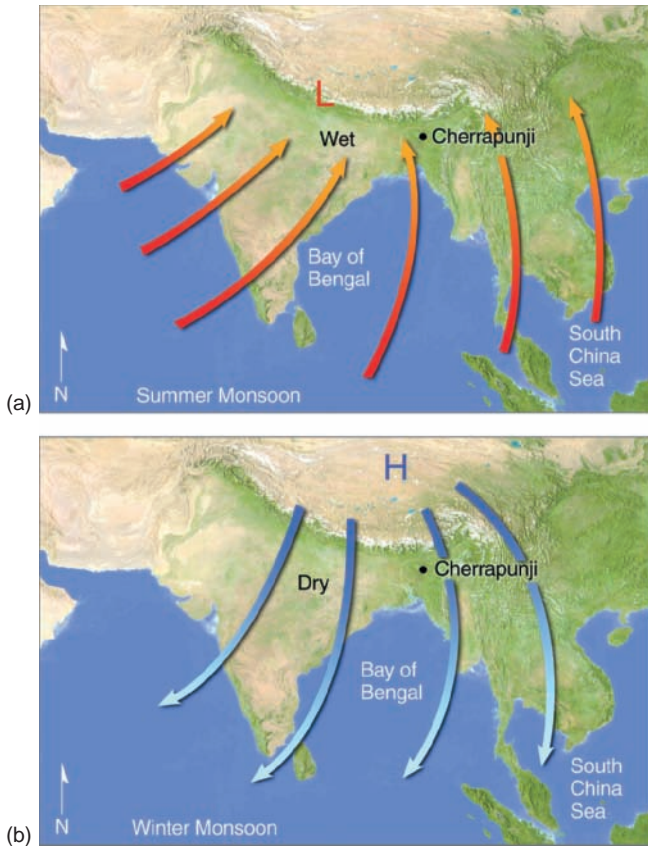 L
Wet
Cherrapunji
Bay of
Bengal
South
China
Sea
N
Summer Monsoon
(a)
H
Dry
Cherrapunji
Bay of
Bengal
South
China
Sea
N
Winter Monsoon
(b)